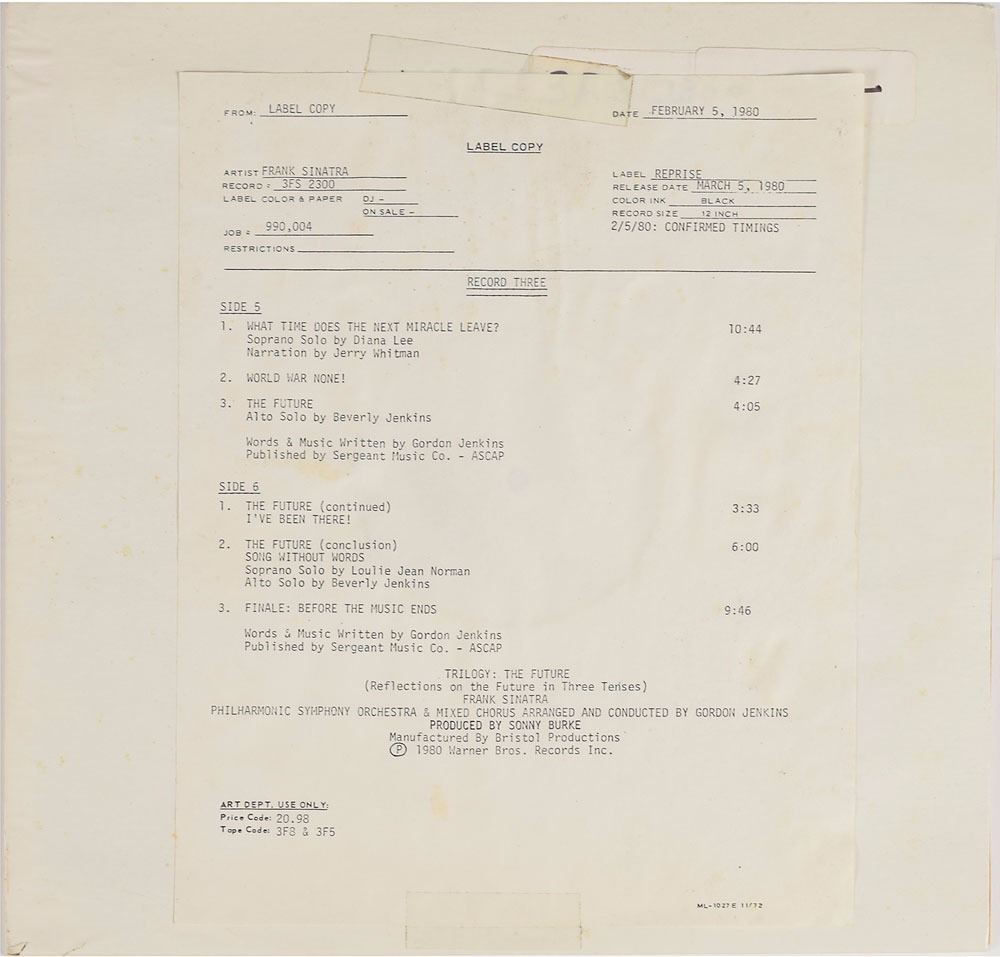 FROM: LABEL COPY
DATE FEBRUARY 5, 1980
LABEL COPY
ARTIST FRANK SINATRA
RECORD # 3FS 2300
LABEL COLOR & PAPER DJ -
ON SALE -
JOB # 990,004
RESTRICTIONS
LABEL REPRISE
RELEASE DATE MARCH 5, 1980
COLOR INK BLACK
RECORD SIZE 12 INCH
2/5/80: CONFIRMED TIMINGS
RECORD THREE
SIDE 5
1. WHAT TIME DOES THE NEXT MIRACLE LEAVE? 10:44
Soprano Solo by Diana Lee
Narration by Jerry Whitman
2. WORLD WAR NONE! 4:27
3. THE FUTURE 4:05
Alto Solo by Beverly Jenkins
Words & Music Written by Gordon Jenkins
Published by Sergeant Music Co. - ASCAP
SIDE 6
1. THE FUTURE (continued) 3:33
I'VE BEEN THERE!
2. THE FUTURE (conclusion) 6:00
SONG WITHOUT WORDS
Soprano Solo by Loulie Jean Norman
Alto Solo by Beverly Jenkins
3. FINALE: BEFORE THE MUSIC ENDS 9:46
Words & Music Written by Gordon Jenkins
Published by Sergeant Music Co. - ASCAP
TRILOGY: THE FUTURE
(Reflections on the Future in Three Tenses)
FRANK SINATRA
PHILHARMONIC SYMPHONY ORCHESTRA & MIXED CHORUS ARRANGED AND CONDUCTED BY GORDON JENKINS
PRODUCED BY SONNY BURKE
Manufactured By Bristol Productions
Ⓟ 1980 Warner Bros. Records Inc.
ART DEPT. USE ONLY:
Price Code: 20.98
Tape Code: 3F8 & 3F5
ML-1027E 11/72